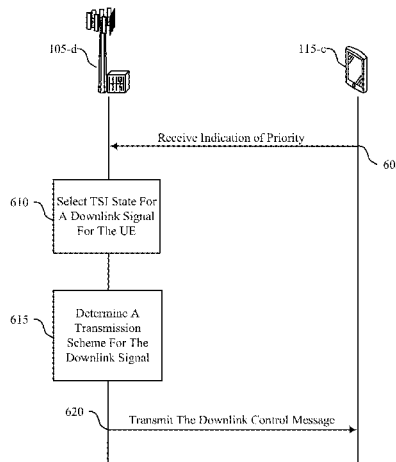 105-d
115-c
Receive Indication of Priority
60
610
Select TSI State For
A Downlink Signal
For The UE
615
Determine A
Transmission
Scheme For The
Downlink Signal
620
Transmit The Downlink Control Message